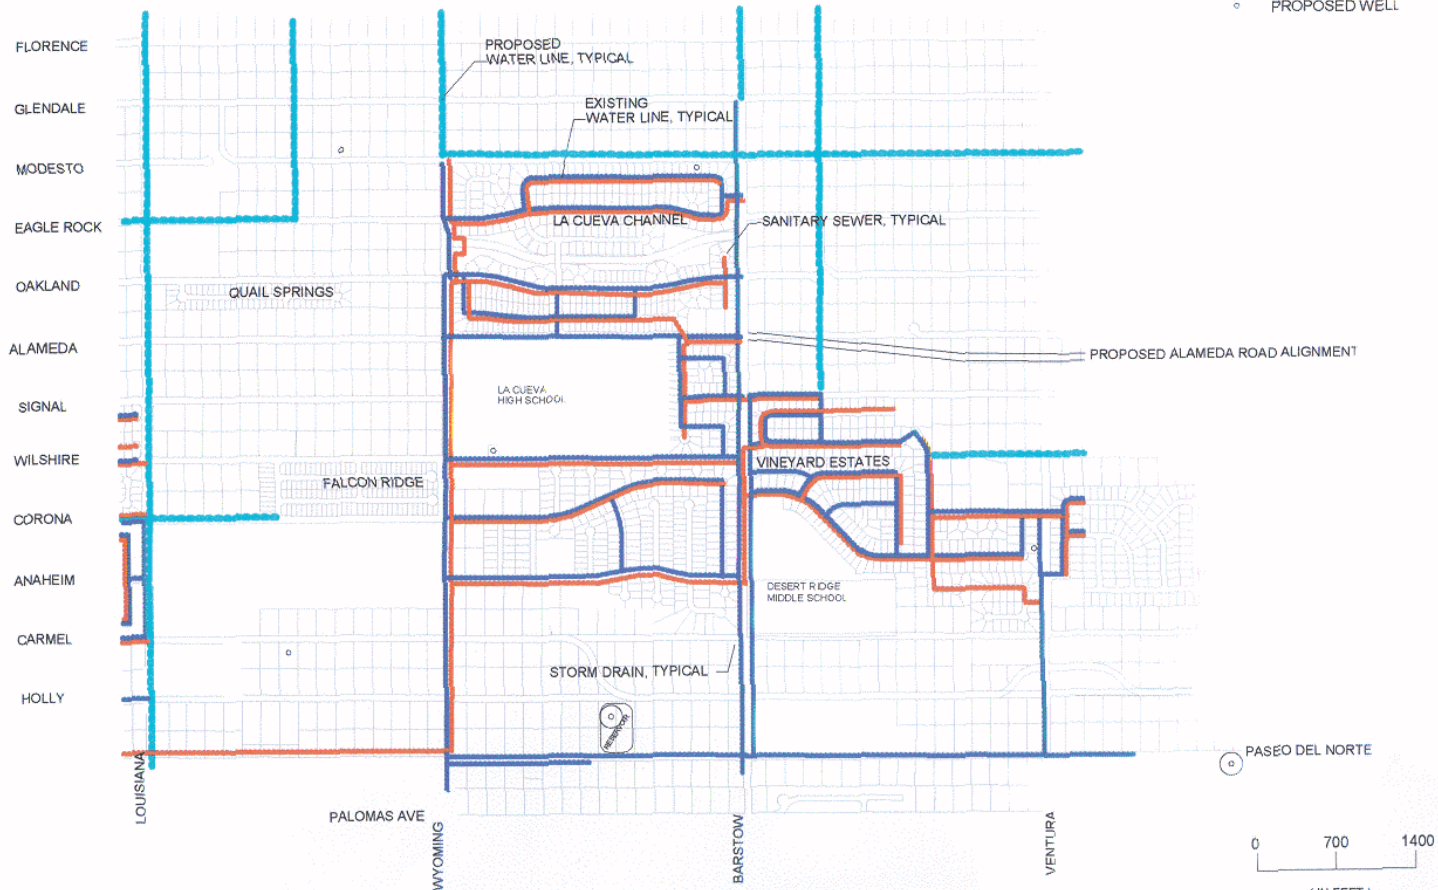 PROPOSED WELL
FLORENCE
PROPOSED
WATER LINE, TYPICAL
GLENDALE
EXISTING
WATER LINE, TYPICAL
MODESTO
EAGLE ROCK
LA CUEVA CHANNEL
SANITARY SEWER, TYPICAL
OAKLAND
QUAIL SPRINGS
ALAMEDA
PROPOSED ALAMEDA ROAD ALIGNMENT
LA CUEVA
HIGH SCHOOL
SIGNAL
WILSHIRE
VINEYARD ESTATES
FALCON RIDGE
CORONA
ANAHEIM
DESERT RIDGE
MIDDLE SCHOOL
CARMEL
STORM DRAIN, TYPICAL
HOLLY
RESERVOIR
PASEO DEL NORTE
LOUISIANA
PALOMAS AVE
WYOMING
BARSTOW
VENTURA
0 700 1400